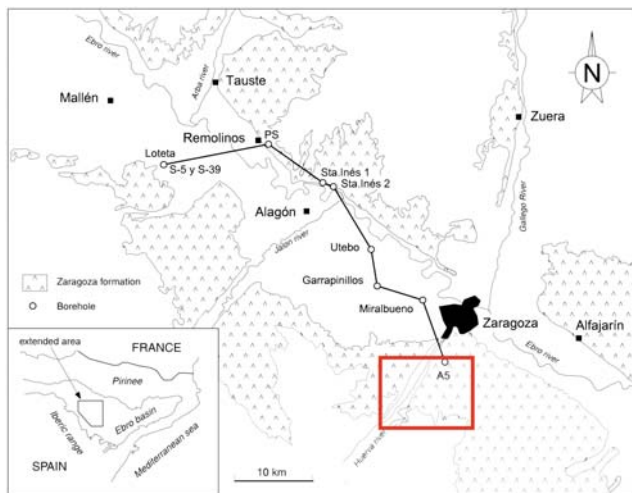 Ebro river
Arba river
Tauste
Mallén
Zuera
N
Remolinos
PS
Loteta
S-5 y S-39
Sta.Inés 1
Sta.Inés 2
Alagón
Jalon river
Gallego River
Utebo
Garrapinillos
Miralbueno
Zaragoza
Alfajarín
Ebro river
A5
Huerva river
Zaragoza formation
Borehole
extended area
FRANCE
Pirinee
Iberic range
Ebro basin
Mediterranean sea
SPAIN
10 km